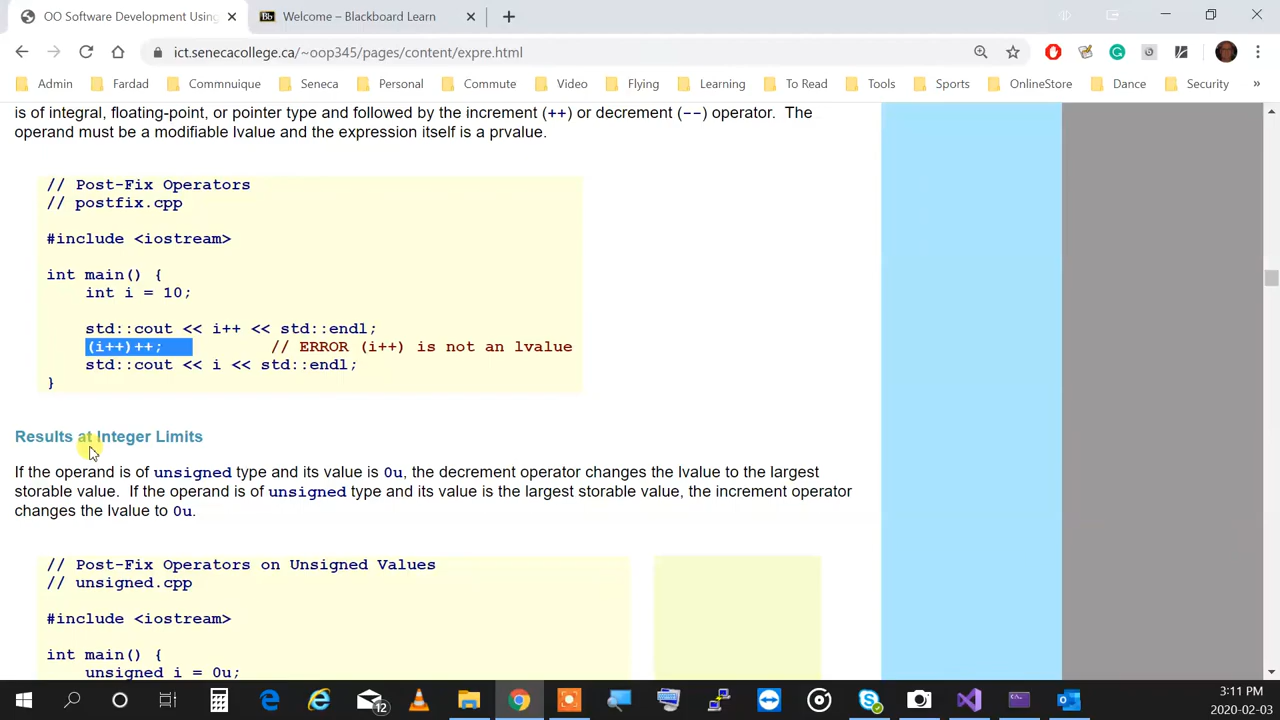 OO Software Development Using
Welcome – Blackboard Learn
ict.senecacollege.ca/~oop345/pages/content/expre.html
Admin Fardad Commnuique Seneca Personal Commute Video Flying Learning To Read Tools Sports OnlineStore Dance Security »
is of integral, floating-point, or pointer type and followed by the increment (++) or decrement (--) operator. The
operand must be a modifiable lvalue and the expression itself is a prvalue.
// Post-Fix Operators
// postfix.cpp
#include <iostream>
int main() {
int i = 10;
std::cout << i++ << std::endl;
(i++)++; // ERROR (i++) is not an lvalue
std::cout << i << std::endl;
}
Results at Integer Limits
If the operand is of unsigned type and its value is 0u, the decrement operator changes the lvalue to the largest
storable value. If the operand is of unsigned type and its value is the largest storable value, the increment operator
changes the lvalue to 0u.
// Post-Fix Operators on Unsigned Values
// unsigned.cpp
#include <iostream>
int main() {
unsigned i = 0u;
12
3:11 PM
2020-02-03